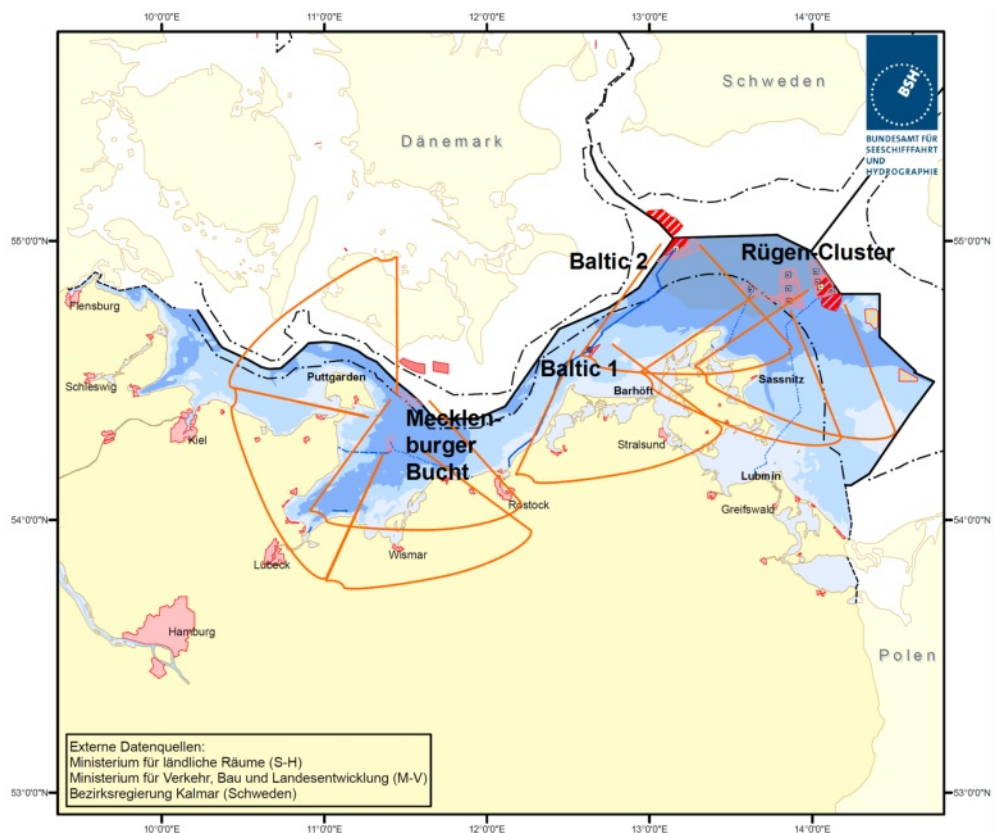 10°0'0"E
11°0'0"E
12°0'0"E
13°0'0"E
14°0'0"E
Schweden
BSH
BUNDESAMT FÜR
SEESCHIFFFAHRT
UND
HYDROGRAPHIE
Dänemark
55°0'0"N
55°0'0"N
Baltic 2
Rügen-Cluster
Flensburg
Schleswig
Puttgarden
Baltic 1
Barhöft
Sassnitz
Kiel
Mecklen-
burger
Bucht
Stralsund
Lubmin
Rostock
Greifswald
54°0'0"N
54°0'0"N
Wismar
Lübeck
Hamburg
Polen
Externe Datenquellen:
Ministerium für ländliche Räume (S-H)
Ministerium für Verkehr, Bau und Landesentwicklung (M-V)
Bezirksregierung Kalmar (Schweden)
53°0'0"N
53°0'0"N
10°0'0"E
11°0'0"E
12°0'0"E
13°0'0"E
14°0'0"E